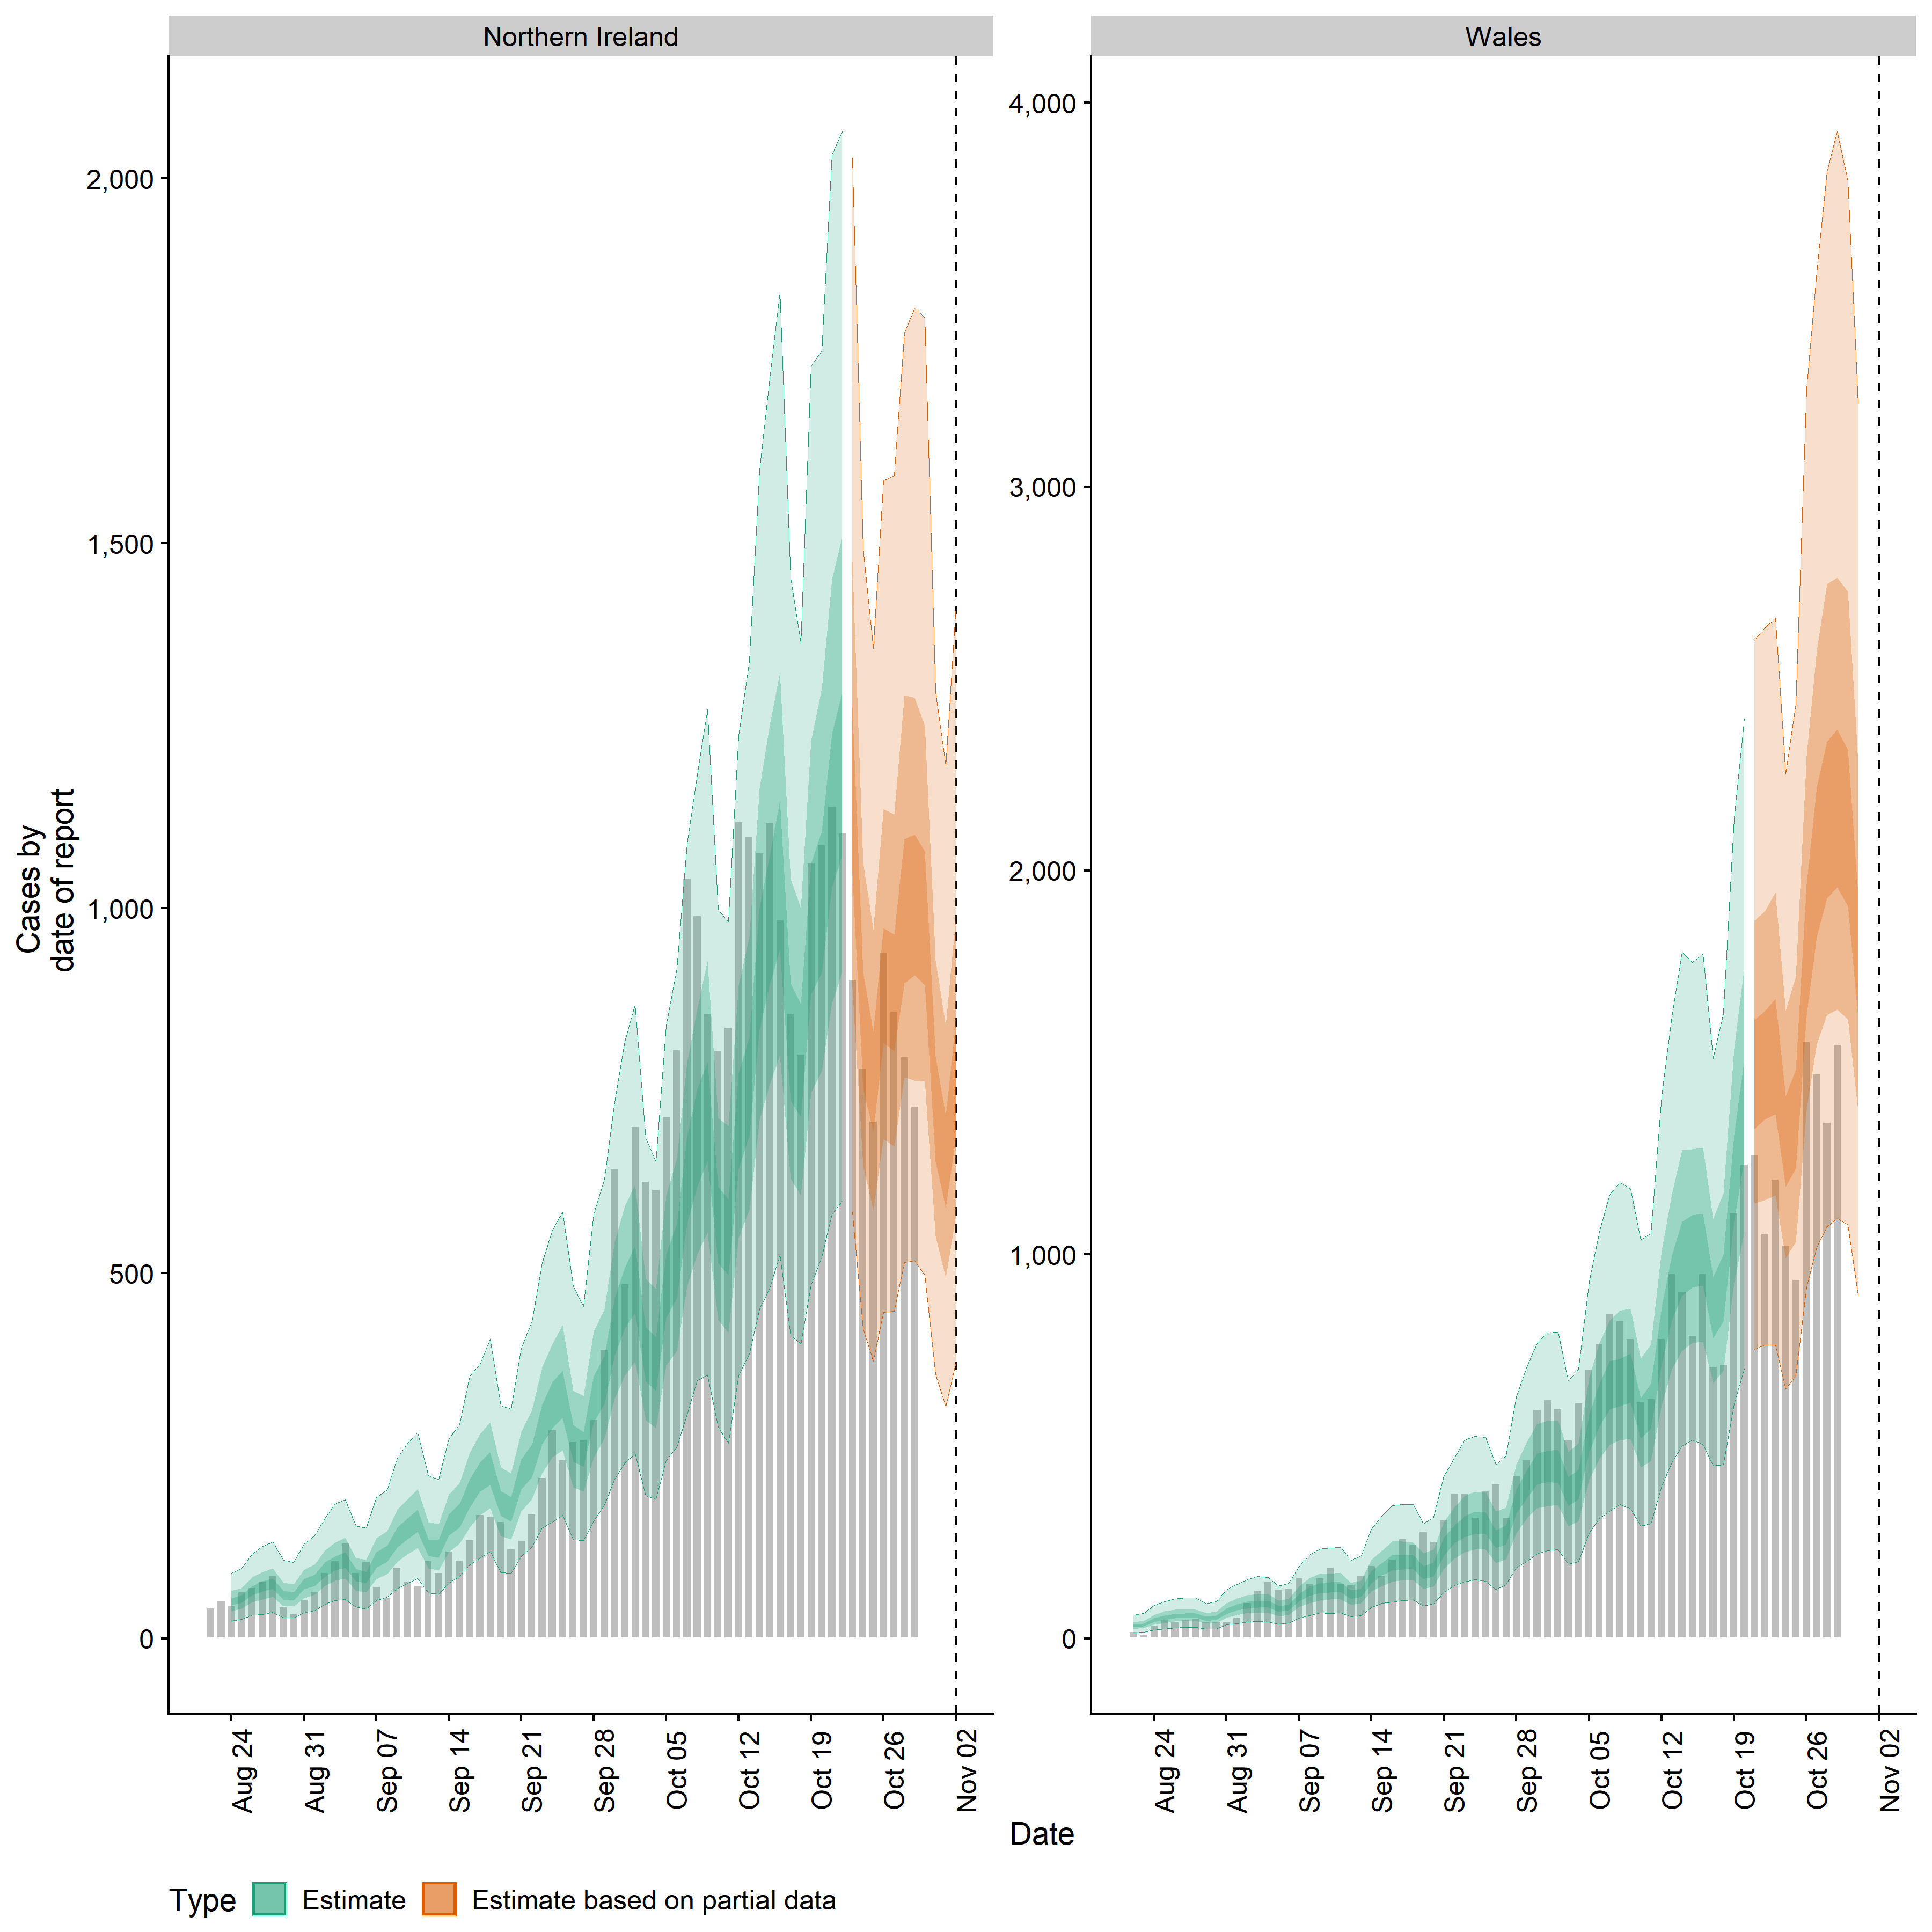 Northern Ireland
Wales
Cases by
date of report
2,000
1,500
1,000
500
0
4,000
3,000
2,000
1,000
0
Aug 24
Aug 31
Sep 07
Sep 14
Sep 21
Sep 28
Oct 05
Oct 12
Oct 19
Oct 26
Nov 02
Aug 24
Aug 31
Sep 07
Sep 14
Sep 21
Sep 28
Oct 05
Oct 12
Oct 19
Oct 26
Nov 02
Date
Type Estimate Estimate based on partial data